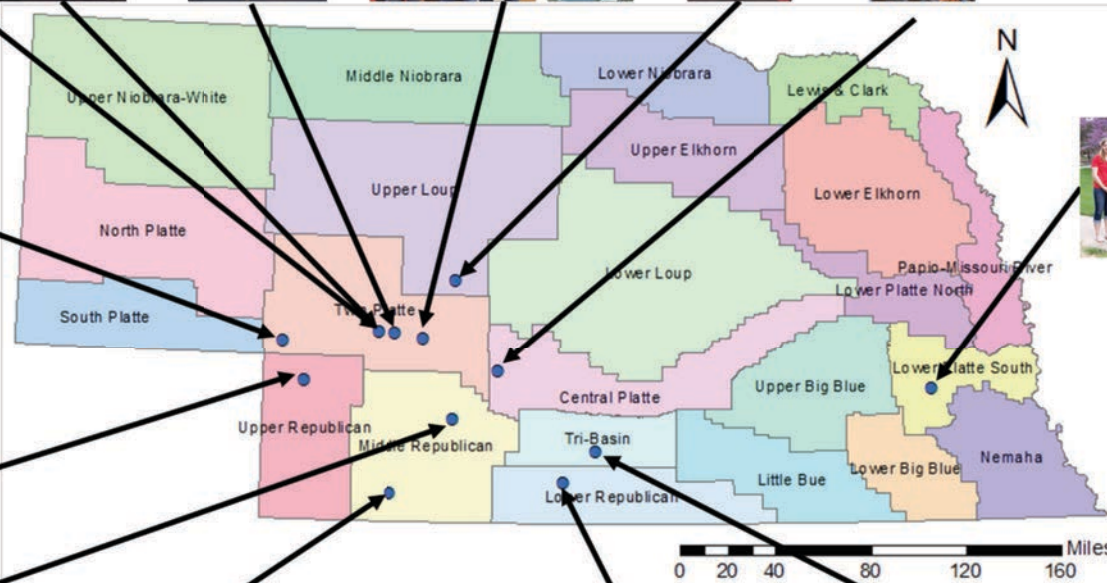 N
Upper Niobrara-White
Middle Niobrara
Lower Niobrara
Lewis & Clark
Upper Elkhorn
Upper Loup
Lower Elkhorn
North Platte
Papio-Missouri River
Lower Loup
Lower Platte North
South Platte
Twin Platte
Lower Platte South
Upper Big Blue
Central Platte
Upper Republican
Middle Republican
Tri-Basin
Nemaha
Lower Big Blue
Little Bue
Lower Republican
Miles
0 20 40 80 120 160